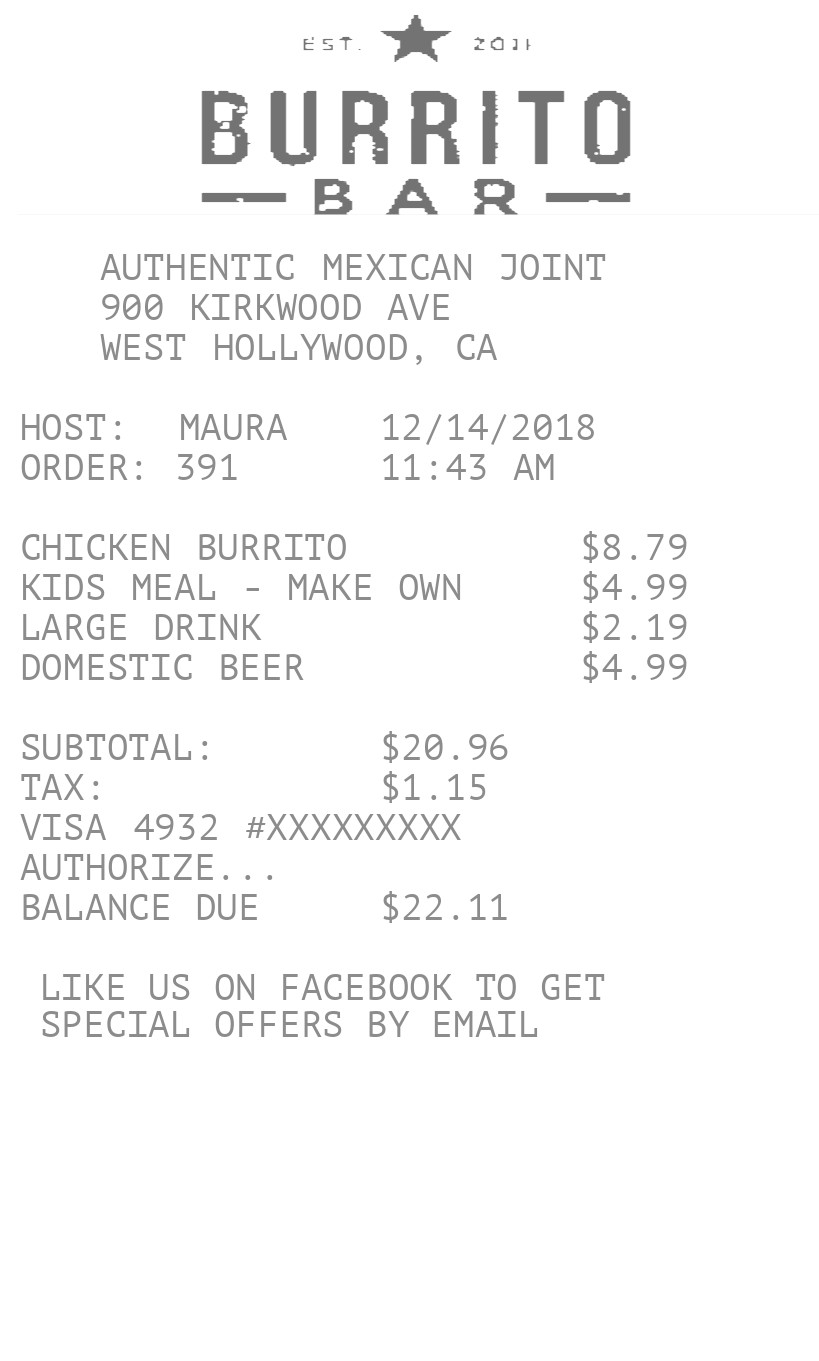 EST.
BURRITO
BAR
AUTHENTIC MEXICAN JOINT
900 KIRKWOOD AVE
WEST HOLLYWOOD, CA
HOST: MAURA 12/14/2018
ORDER: 391 11:43 AM
CHICKEN BURRITO $8.79
KIDS MEAL - MAKE OWN $4.99
LARGE DRINK $2.19
DOMESTIC BEER $4.99
SUBTOTAL: $20.96
TAX: $1.15
VISA 4932 #XXXXXXXXX
AUTHORIZE...
BALANCE DUE $22.11
LIKE US ON FACEBOOK TO GET
SPECIAL OFFERS BY EMAIL